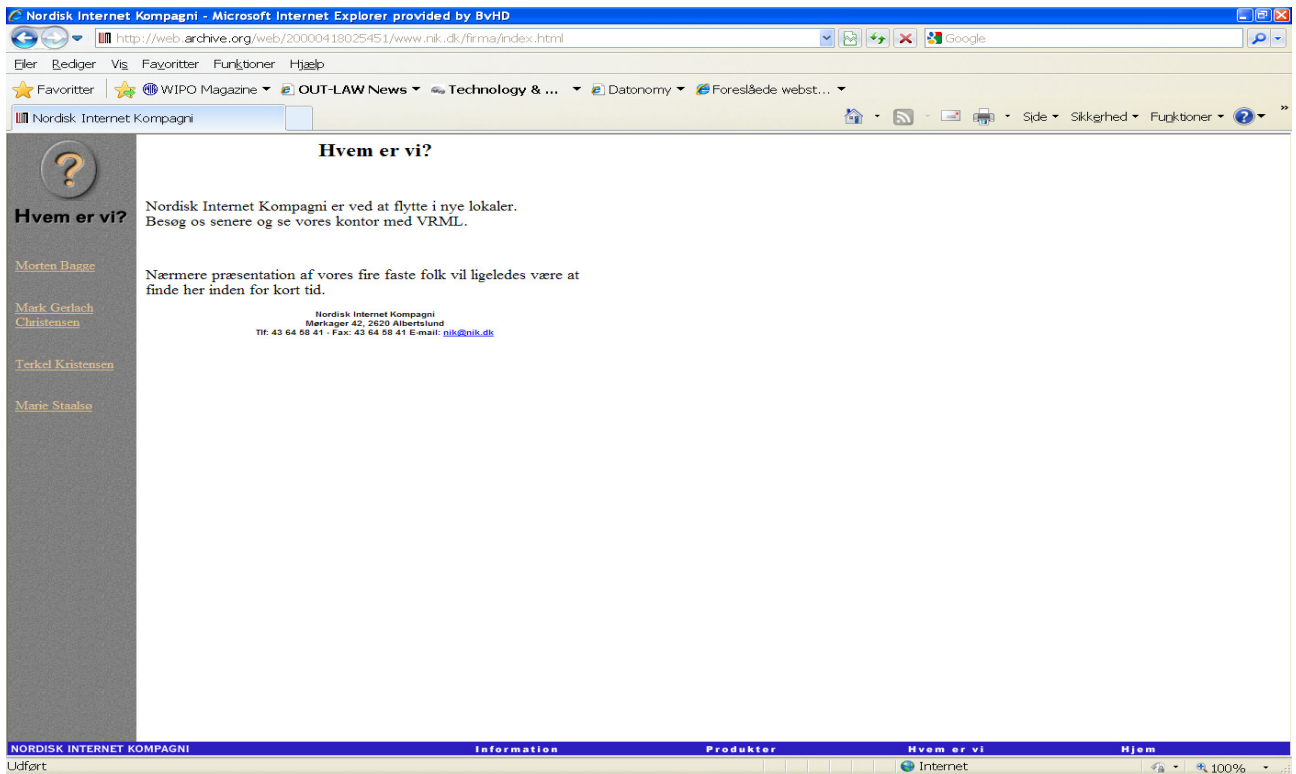 Nordisk Internet Kompagni - Microsoft Internet Explorer provided by BvHD
http://web.archive.org/web/20000418025451/www.nik.dk/firma/index.html
Google
Filer Rediger Vis Favoritter Funktioner Hjælp
Favoritter WIPO Magazine OUT-LAW News Technology & ... Datonomy Foreslåede webst...
Nordisk Internet Kompagni
Side Sikkerhed Funktioner »
Hvem er vi?
Morten Bagge
Mark Gerlach
Christensen
Terkel Kristensen
Marie Staalsø
Hvem er vi?
Nordisk Internet Kompagni er ved at flytte i nye lokaler.
Besøg os senere og se vores kontor med VRML.
Nærmere præsentation af vores fire faste folk vil ligeledes være at
finde her inden for kort tid.
Nordisk Internet Kompagni
Mørkager 42, 2620 Albertslund
Tlf: 43 64 58 41 - Fax: 43 64 58 41 E-mail: nik@nik.dk
NORDISK INTERNET KOMPAGNI Information Produkter Hvem er vi Hjem
Udført Internet 100%